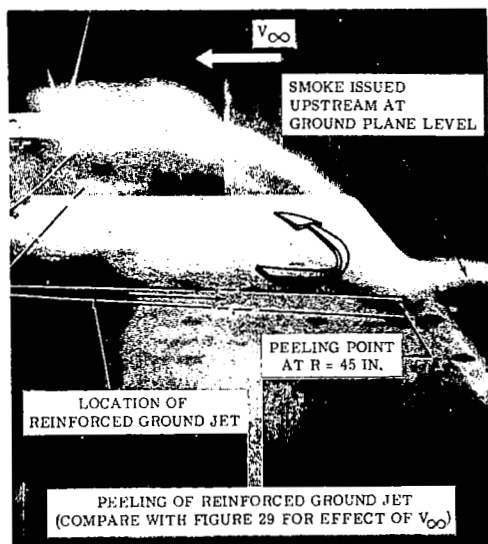 V∞
SMOKE ISSUED
UPSTREAM AT
GROUND PLANE LEVEL
PEELING POINT
AT R = 45 IN.
LOCATION OF
REINFORCED GROUND JET
PEELING OF REINFORCED GROUND JET
(COMPARE WITH FIGURE 29 FOR EFFECT OF V∞)